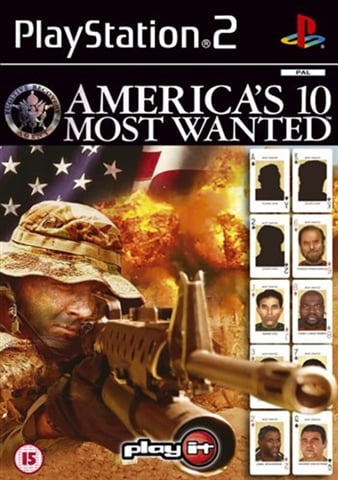 PlayStation®2
PAL
AMERICA'S 10
MOST WANTED
play it
15